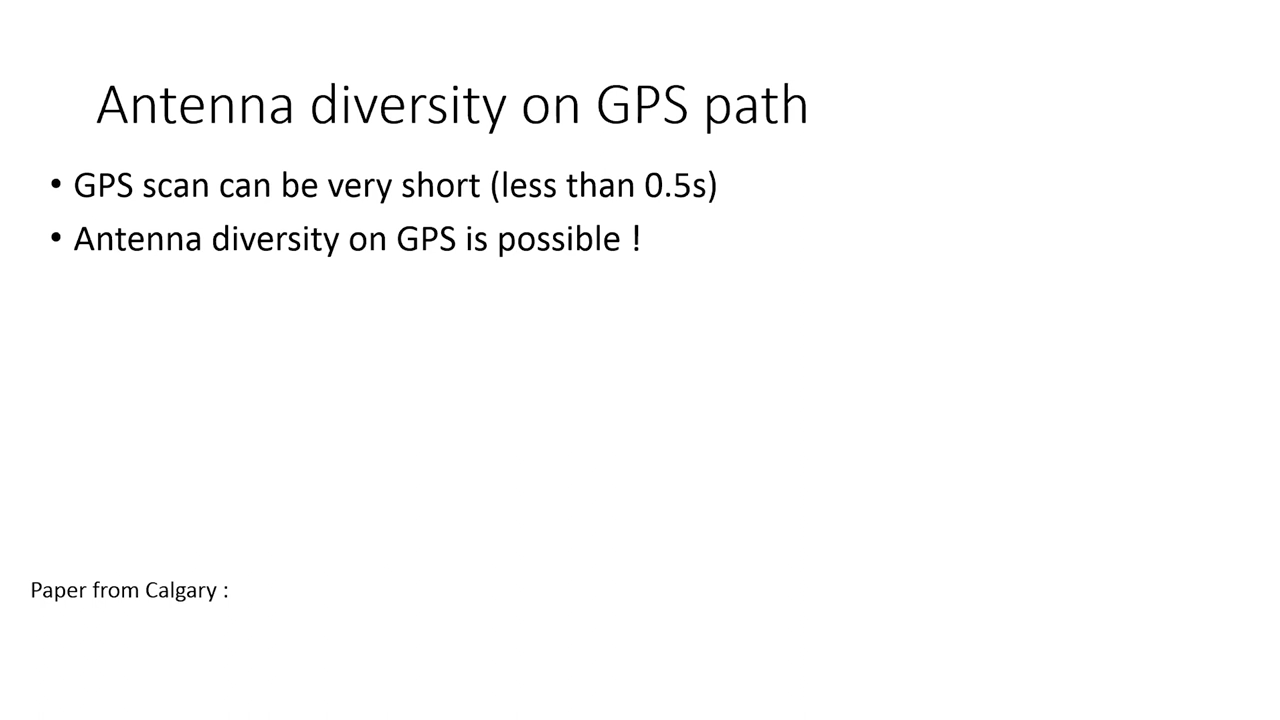 Antenna diversity on GPS path
• GPS scan can be very short (less than 0.5s)
• Antenna diversity on GPS is possible !
Paper from Calgary :